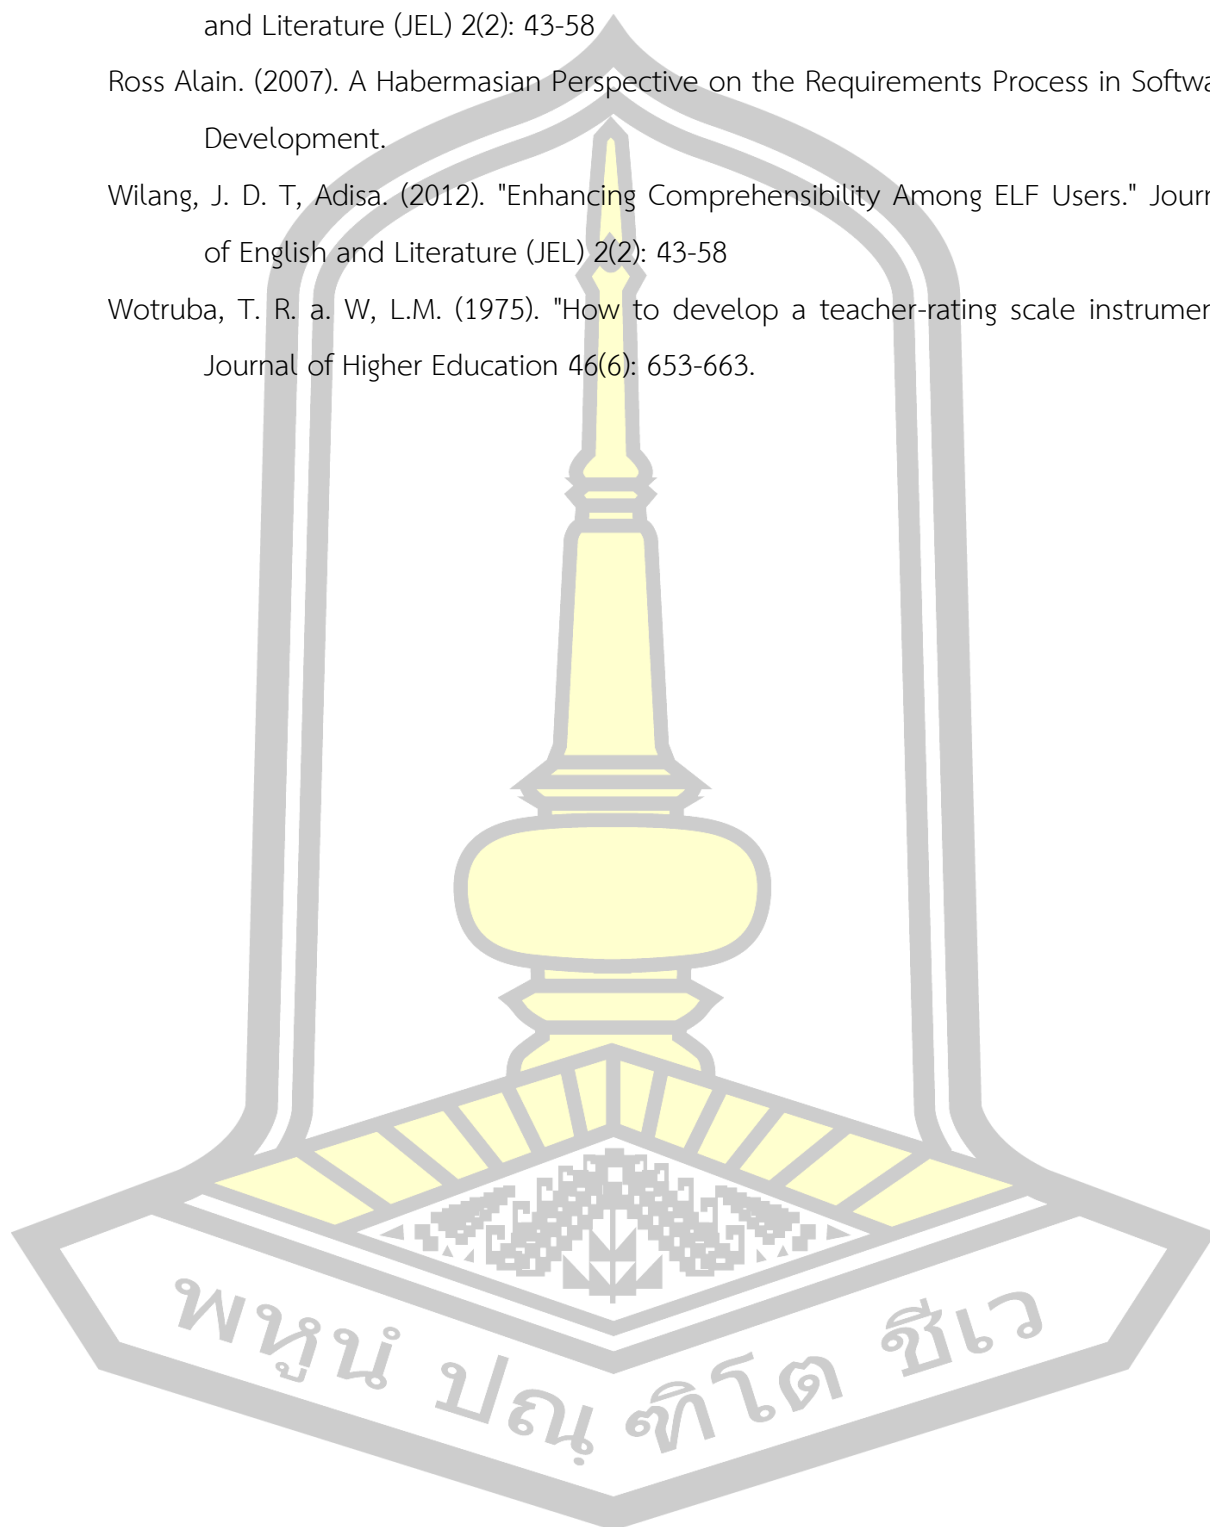 and Literature (JEL) 2(2): 43-58
Ross Alain. (2007). A Habermasian Perspective on the Requirements Process in Softwa
Development.
Wilang, J. D. T, Adisa. (2012). "Enhancing Comprehensibility Among ELF Users." Journ
of English and Literature (JEL) 2(2): 43-58
Wotruba, T. R. a. W, L.M. (1975). "How to develop a teacher-rating scale instrumen
Journal of Higher Education 46(6): 653-663.
พหูนํ ปณฺฑิโต ชีเว